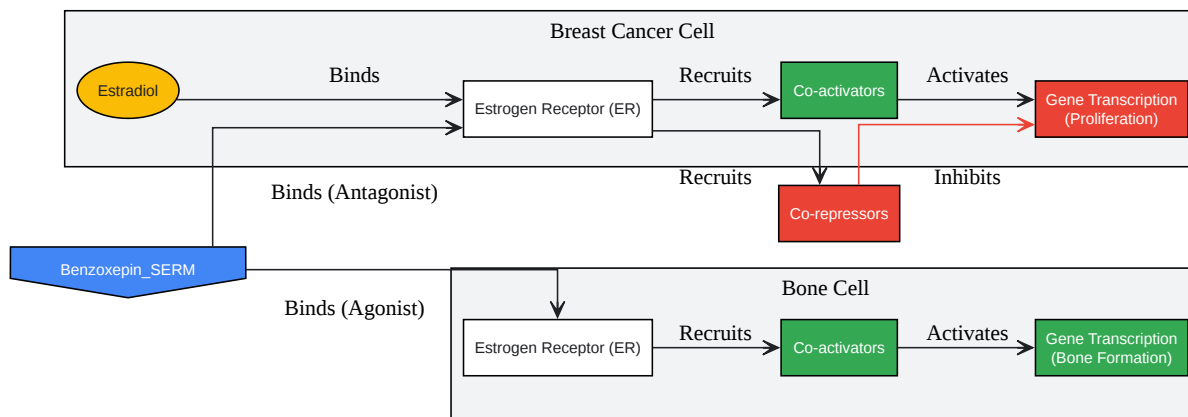 Breast Cancer Cell
Estradiol
Binds
Estrogen Receptor (ER)
Recruits
Co-activators
Activates
Gene Transcription
(Proliferation)
Binds (Antagonist)
Recruits
Co-repressors
Inhibits
Benzoxepin_SERM
Binds (Agonist)
Bone Cell
Estrogen Receptor (ER)
Recruits
Co-activators
Activates
Gene Transcription
(Bone Formation)